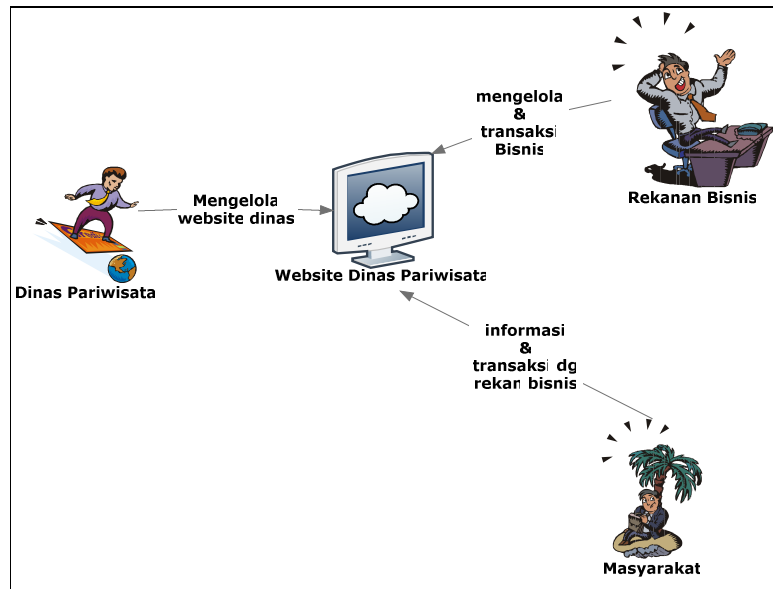 mengelola
&
transaksi
Bisnis
Rekanan Bisnis
Mengelola
website dinas
Dinas Pariwisata
Website Dinas Pariwisata
informasi
&
transaksi dg
rekan bisnis
Masyarakat